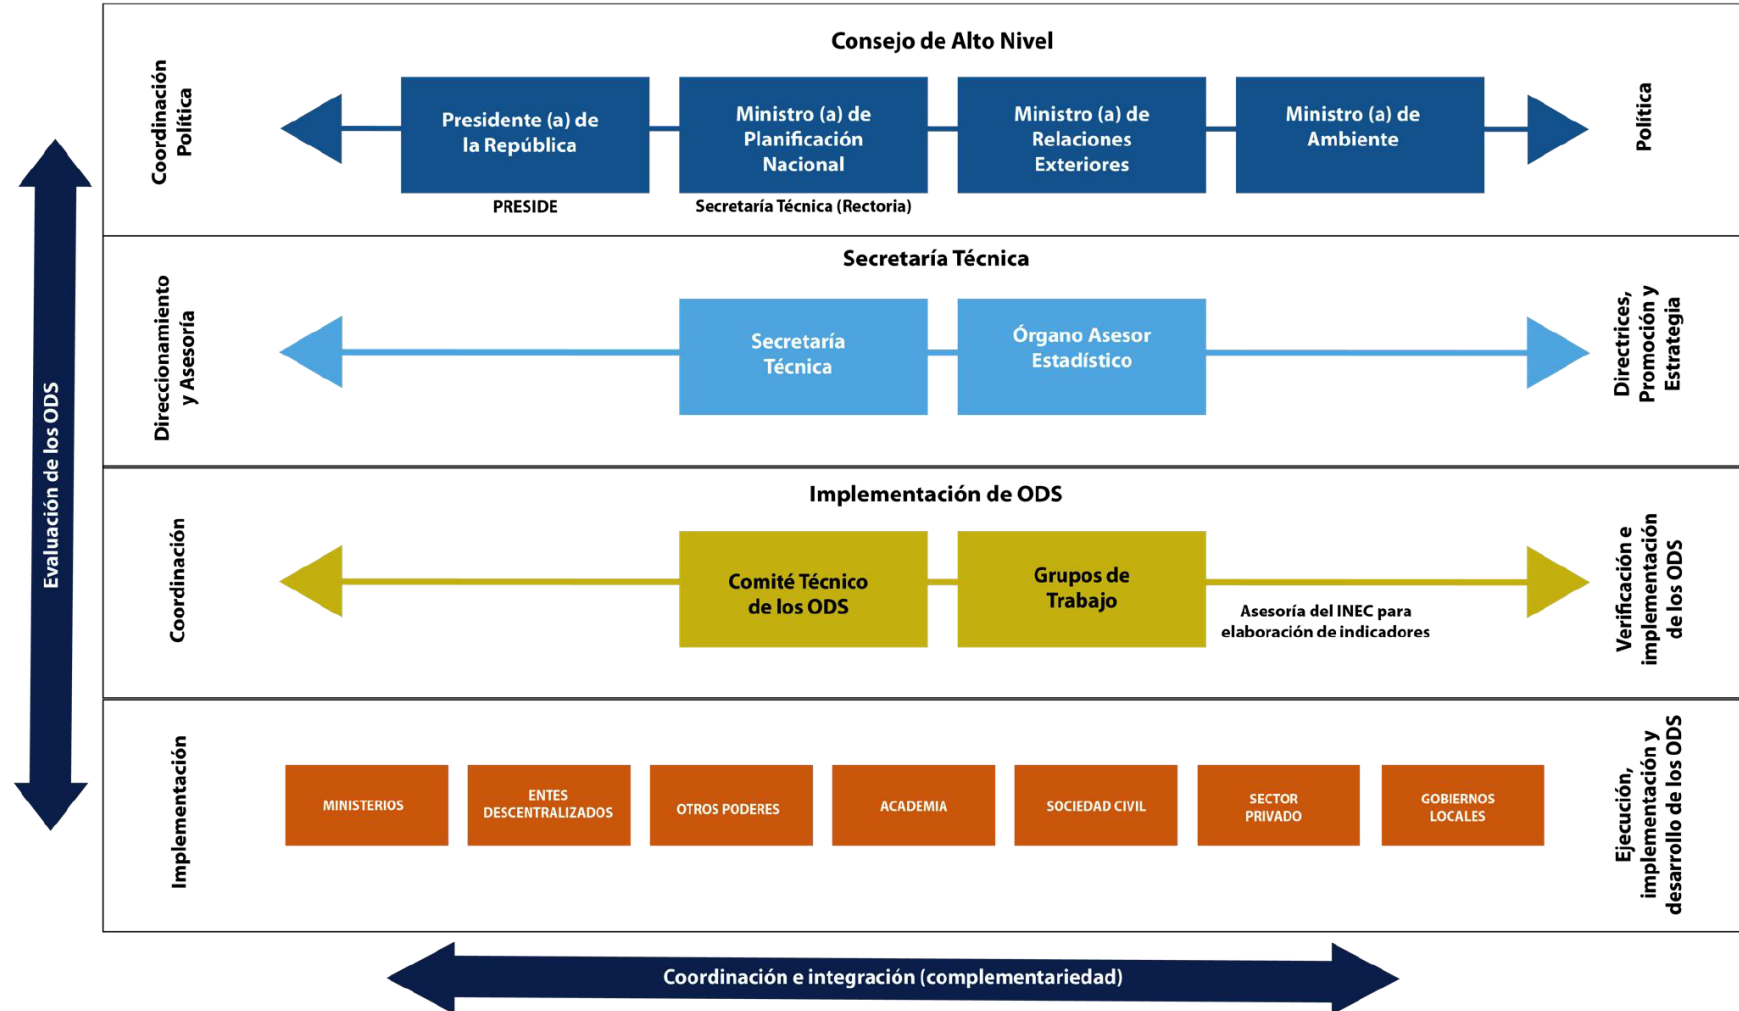 Consejo de Alto Nivel
Coordinación
Política
Presidente (a) de
la República
Ministro (a) de
Planificación
Nacional
Ministro (a) de
Relaciones
Exteriores
Ministro (a) de
Ambiente
Política
PRESIDE
Secretaría Técnica (Rectoria)
Secretaría Técnica
Direccionamiento
y Asesoría
Secretaría
Técnica
Órgano Asesor
Estadístico
Directrices,
Promoción y
Estrategia
Evaluación de los ODS
Implementación de ODS
Coordinación
Comité Técnico
de los ODS
Grupos de
Trabajo
Asesoría del INEC para
elaboración de indicadores
Verificación e
implementación
de los ODS
Implementación
MINISTERIOS
ENTES
DESCENTRALIZADOS
OTROS PODERES
ACADEMIA
SOCIEDAD CIVIL
SECTOR
PRIVADO
GOBIERNOS
LOCALES
Ejecución,
implementación y
desarrollo de los ODS
Coordinación e integración (complementariedad)